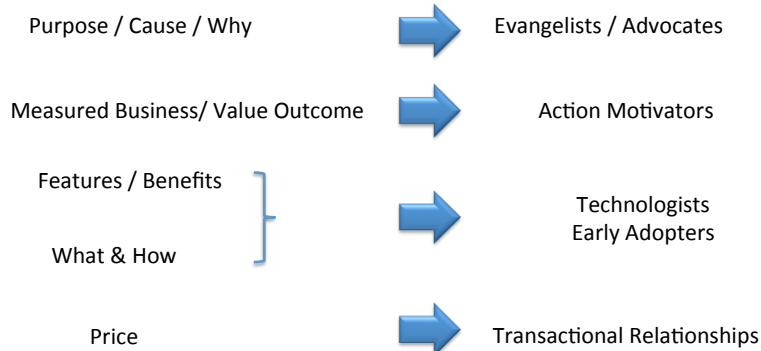 Purpose / Cause / Why
Evangelists / Advocates
Measured Business/ Value Outcome
Action Motivators
Features / Benefits
What & How
Technologists
Early Adopters
Price
Transactional Relationships